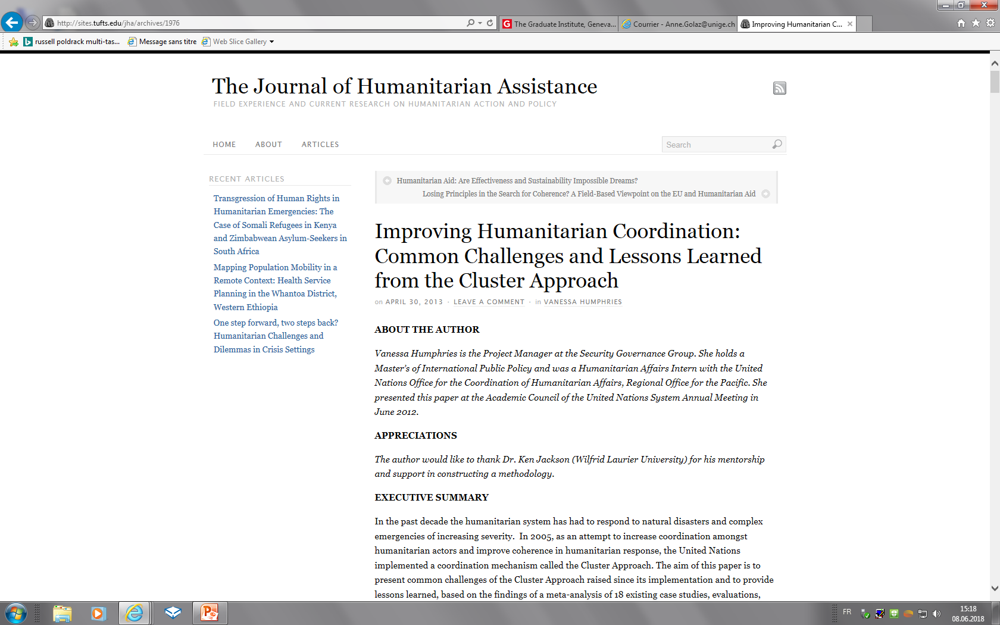 http://sites.tufts.edu/jha/archives/1976
The Graduate Institute, Geneva...
Courrier - Anne.Golaz@unige.ch
Improving Humanitarian C...
russell poldrack multi-tas...
Message sans titre
Web Slice Gallery
The Journal of Humanitarian Assistance
FIELD EXPERIENCE AND CURRENT RESEARCH ON HUMANITARIAN ACTION AND POLICY
HOME
ABOUT
ARTICLES
Search
RECENT ARTICLES
Transgression of Human Rights in
Humanitarian Emergencies: The
Case of Somali Refugees in Kenya
and Zimbabwean Asylum-Seekers in
South Africa
Mapping Population Mobility in a
Remote Context: Health Service
Planning in the Whantoa District,
Western Ethiopia
One step forward, two steps back?
Humanitarian Challenges and
Dilemmas in Crisis Settings
Humanitarian Aid: Are Effectiveness and Sustainability Impossible Dreams?
Losing Principles in the Search for Coherence? A Field-Based Viewpoint on the EU and Humanitarian Aid
Improving Humanitarian Coordination:
Common Challenges and Lessons Learned
from the Cluster Approach
on APRIL 30, 2013 · LEAVE A COMMENT · in VANESSA HUMPHRIES
ABOUT THE AUTHOR
Vanessa Humphries is the Project Manager at the Security Governance Group. She holds a
Master's of International Public Policy and was a Humanitarian Affairs Intern with the United
Nations Office for the Coordination of Humanitarian Affairs, Regional Office for the Pacific. She
presented this paper at the Academic Council of the United Nations System Annual Meeting in
June 2012.
APPRECIATIONS
The author would like to thank Dr. Ken Jackson (Wilfrid Laurier University) for his mentorship
and support in constructing a methodology.
EXECUTIVE SUMMARY
In the past decade the humanitarian system has had to respond to natural disasters and complex
emergencies of increasing severity.  In 2005, as an attempt to increase coordination amongst
humanitarian actors and improve coherence in humanitarian response, the United Nations
implemented a coordination mechanism called the Cluster Approach. The aim of this paper is to
present common challenges of the Cluster Approach raised since its implementation and to provide
lessons learned, based on the findings of a meta-analysis of 18 existing case studies, evaluations,
FR
15:18
08.06.2018